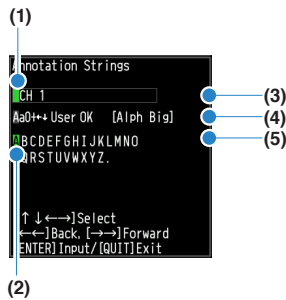 (1)
Annotation Strings
CH 1
(3)
Aa0!←↵ User OK [Alph Big]
(4)
ABCDEFGHIJKLMNO
(5)
QRSTUVWXYZ.
↑↓←→]Select
←←]Back, [→→]Forward
ENTER]Input/[QUIT]Exit
(2)